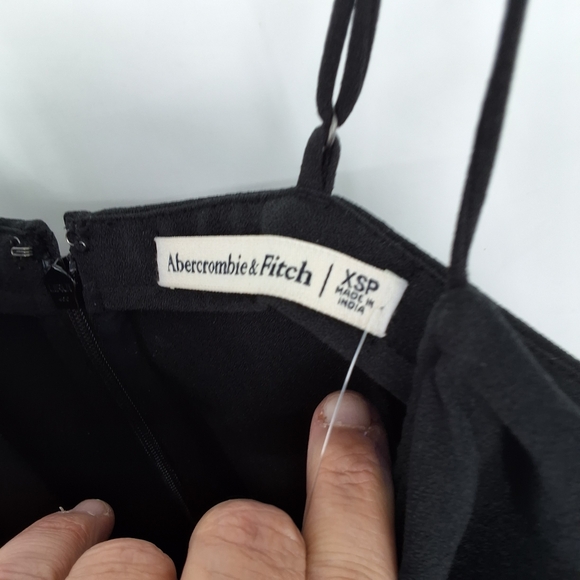 Abercrombie & Fitch | XSP
MADE IN
INDIA